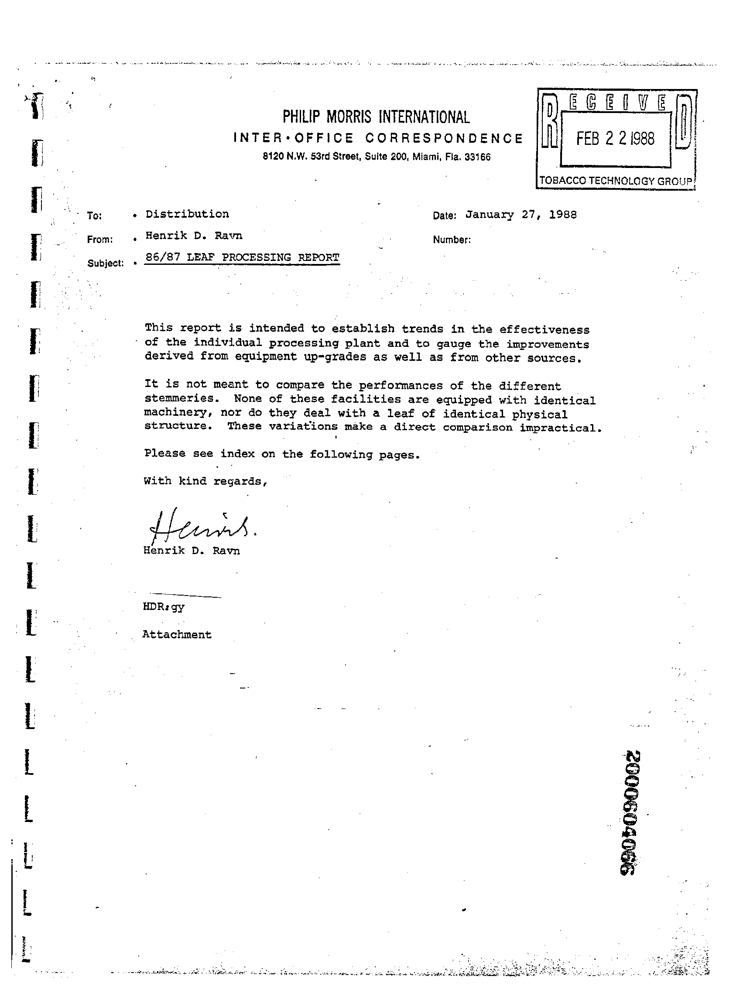 PHILIP MORRIS INTERNATIONAL
INTER·OFFICE CORRESPONDENCE
8120 N.W. 53rd Street, Suite 200, Miami, Fla. 33166
RECEIVED
FEB 22 1988
TOBACCO TECHNOLOGY GROUP
To: . Distribution Date: January 27, 1988
From: . Henrik D. Ravn Number:
Subject: . 86/87 LEAF PROCESSING REPORT
This report is intended to establish trends in the effectiveness
of the individual processing plant and to gauge the improvements
derived from equipment up-grades as well as from other sources.
It is not meant to compare the performances of the different
stemmeries. None of these facilities are equipped with identical
machinery, nor do they deal with a leaf of identical physical
structure. These variations make a direct comparison impractical.
Please see index on the following pages.
With kind regards,
Henrik.
Henrik D. Ravn
HDR:gy
Attachment
2000604066